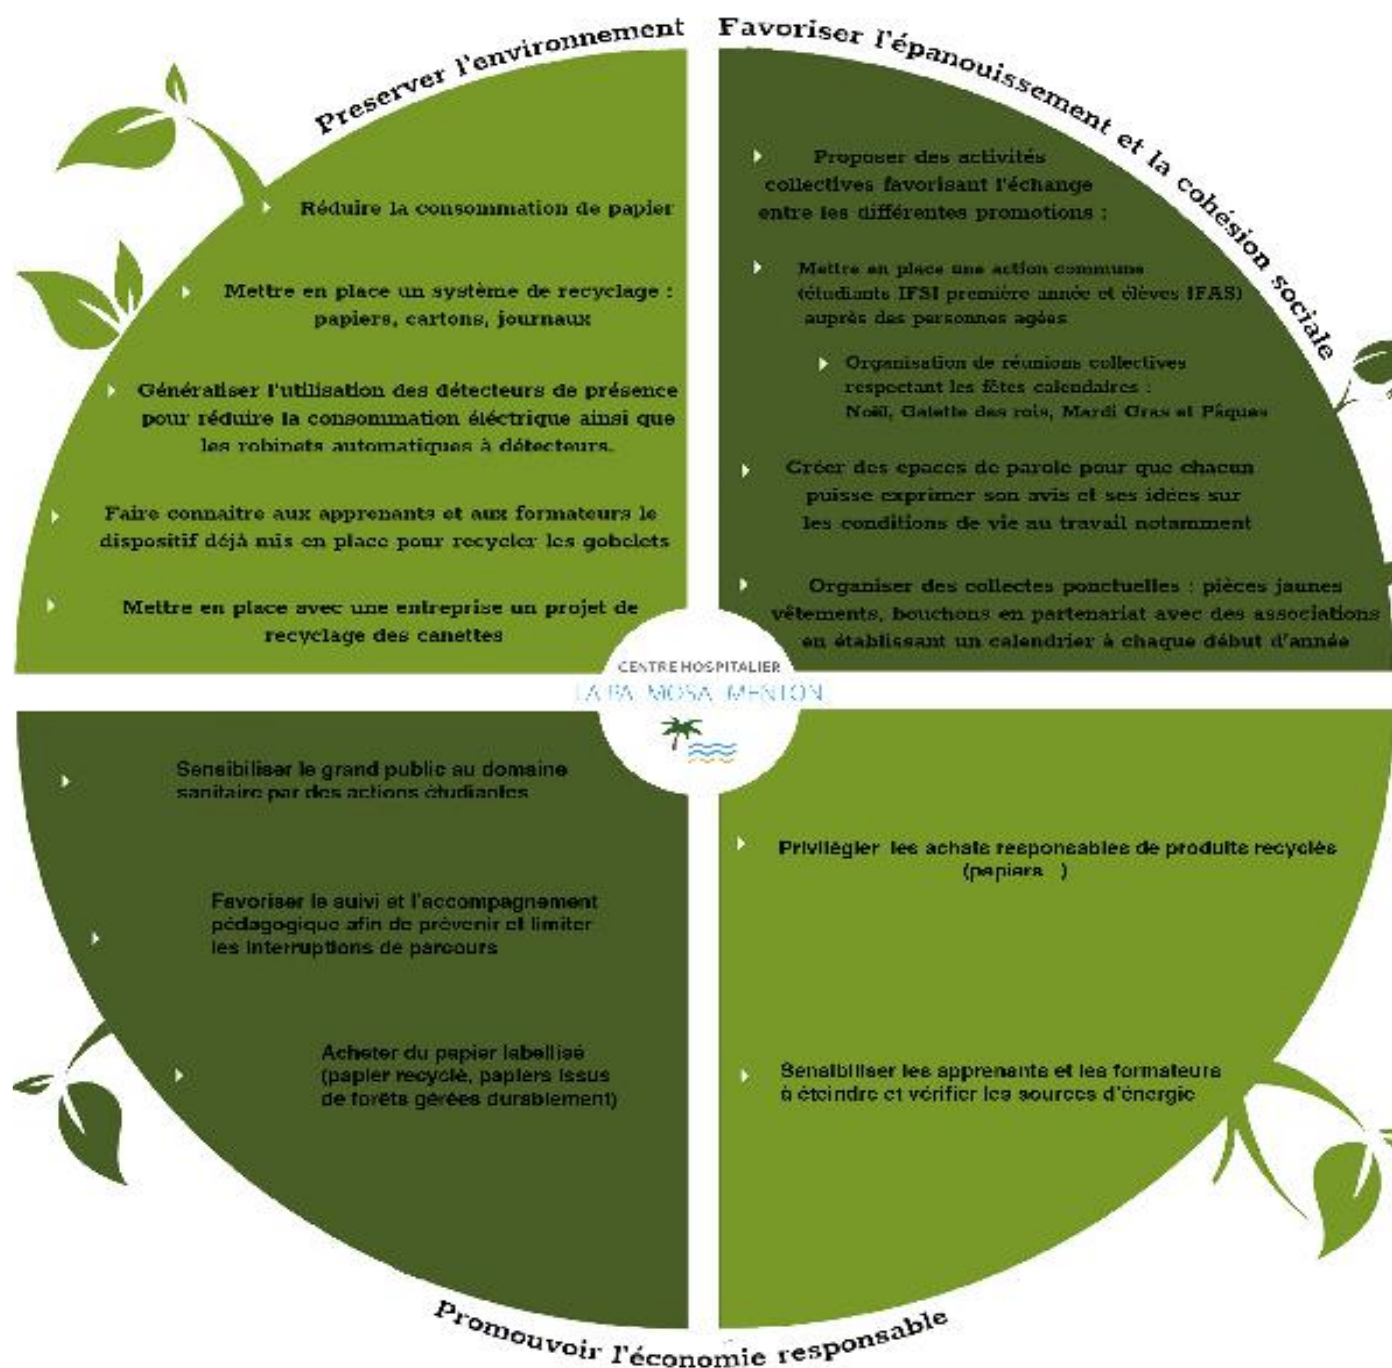 Preserver l'environnement
Réduire la consommation de papier
Mettre en place un système de recyclage :
papiers, cartons, journaux
Généraliser l'utilisation des détecteurs de présence
pour réduire la consommation éléctrique ainsi que
les robinets automatiques à détecteurs.
Faire connaitre aux apprenants et aux formateurs le
dispositif déjà mis en place pour recycler les gobelets
Mettre en place avec une entreprise un projet de
recyclage des canettes
Favoriser l'épanouissement et la cohésion sociale
Proposer des activités
collectives favorisant l'échange
entre les différentes promotions :
Mettre en place une action commune
(étudiants IFSI première année et élèves IFAS)
auprès des personnes agées
Organisation de réunions collectives
respectant les fêtes calendaires :
Noël, Galette des rois, Mardi Gras et Pâques
Créer des epaces de parole pour que chacun
puisse exprimer son avis et ses idées sur
les conditions de vie au travail notamment
Organiser des collectes ponctuelles : pièces jaunes
vêtements, bouchons en partenariat avec des associations
en établissant un calendrier à chaque début d'année
CENTRE HOSPITALIER
LA PALMOSA MENTON
Sensibiliser le grand public au domaine
sanitaire par des actions étudiantes
Favoriser le suivi et l'accompagnement
pédagogique afin de prévenir et limiter
les interruptions de parcours
Acheter du papier labellisé
(papier recyclé, papiers issus
de forêts gérées durablement)
Privilégier les achats responsables de produits recyclés
(papiers...)
Sensibiliser les apprenants et les formateurs
à éteindre et vérifier les sources d'énergie
Promouvoir l'économie responsable